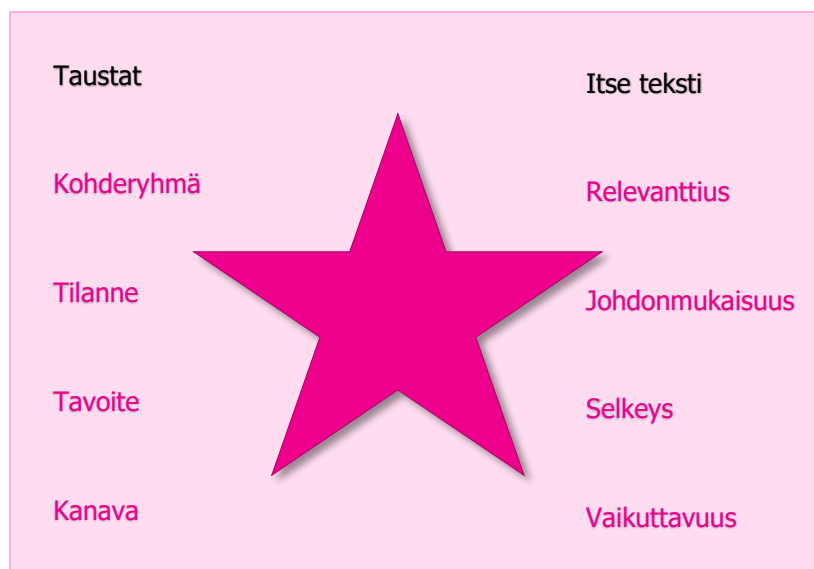 Taustat
Kohderyhmä
Tilanne
Tavoite
Kanava
Itse teksti
Relevanttius
Johdonmukaisuus
Selkeys
Vaikuttavuus